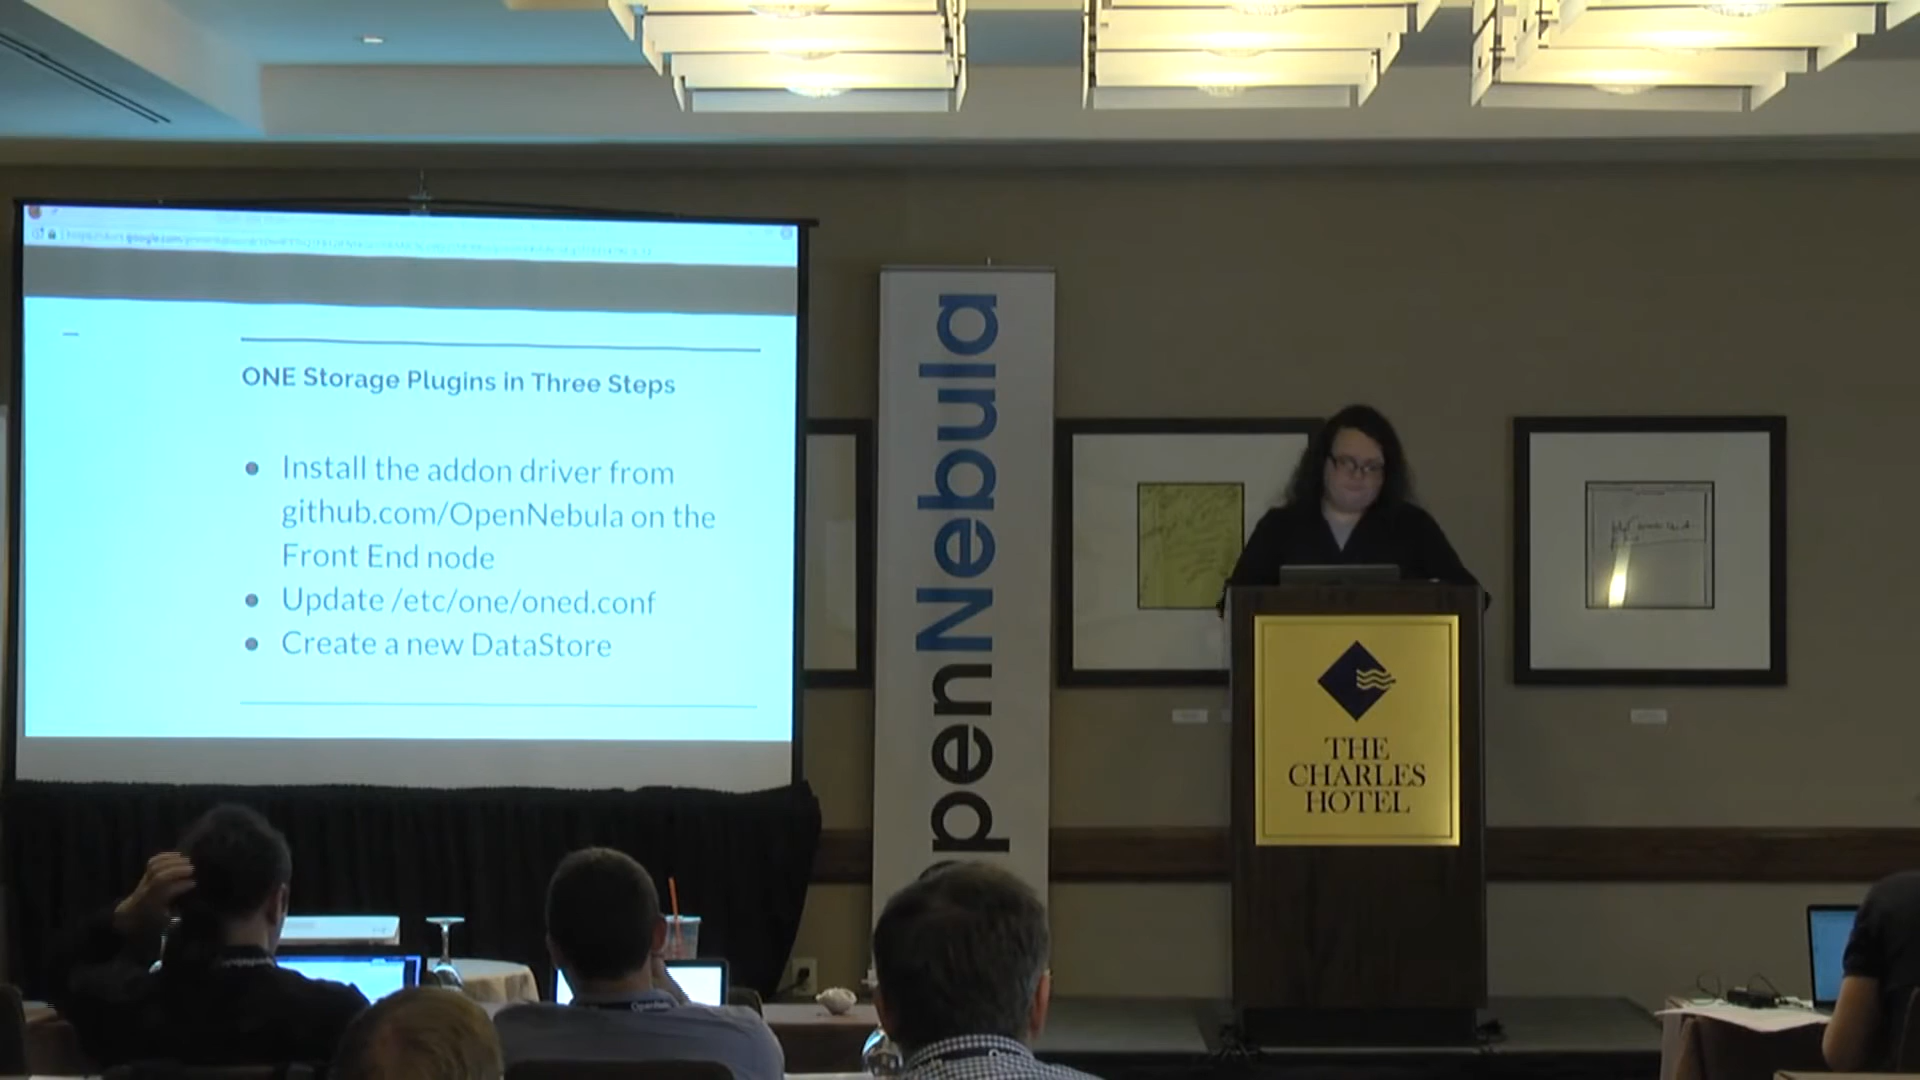 ONE Storage Plugins in Three Steps
Install the addon driver from
github.com/OpenNebula on the
Front End node
Update /etc/one/oned.conf
Create a new DataStore
penNebula
THE
CHARLES
HOTEL